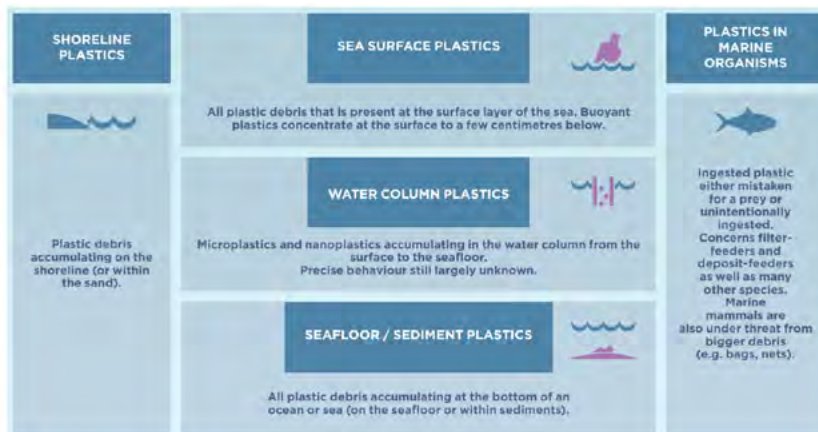 SHORELINE
PLASTICS
Plastic debris
accumulating on the
shoreline (or within
the sand).
SEA SURFACE PLASTICS
All plastic debris that is present at the surface layer of the sea. Buoyant
plastics concentrate at the surface to a few centimetres below.
WATER COLUMN PLASTICS
Microplastics and nanoplastics accumulating in the water column from the
surface to the seafloor.
Precise behaviour still largely unknown.
SEAFLOOR / SEDIMENT PLASTICS
All plastic debris accumulating at the bottom of an
ocean or sea (on the seafloor or within sediments).
PLASTICS IN
MARINE
ORGANISMS
Ingested plastic
either mistaken
for a prey or
unintentionally
ingested.
Concerns filter-
feeders and
deposit-feeders
as well as many
other species.
Marine
mammals are
also under threat from
bigger debris
(e.g. bags, nets).